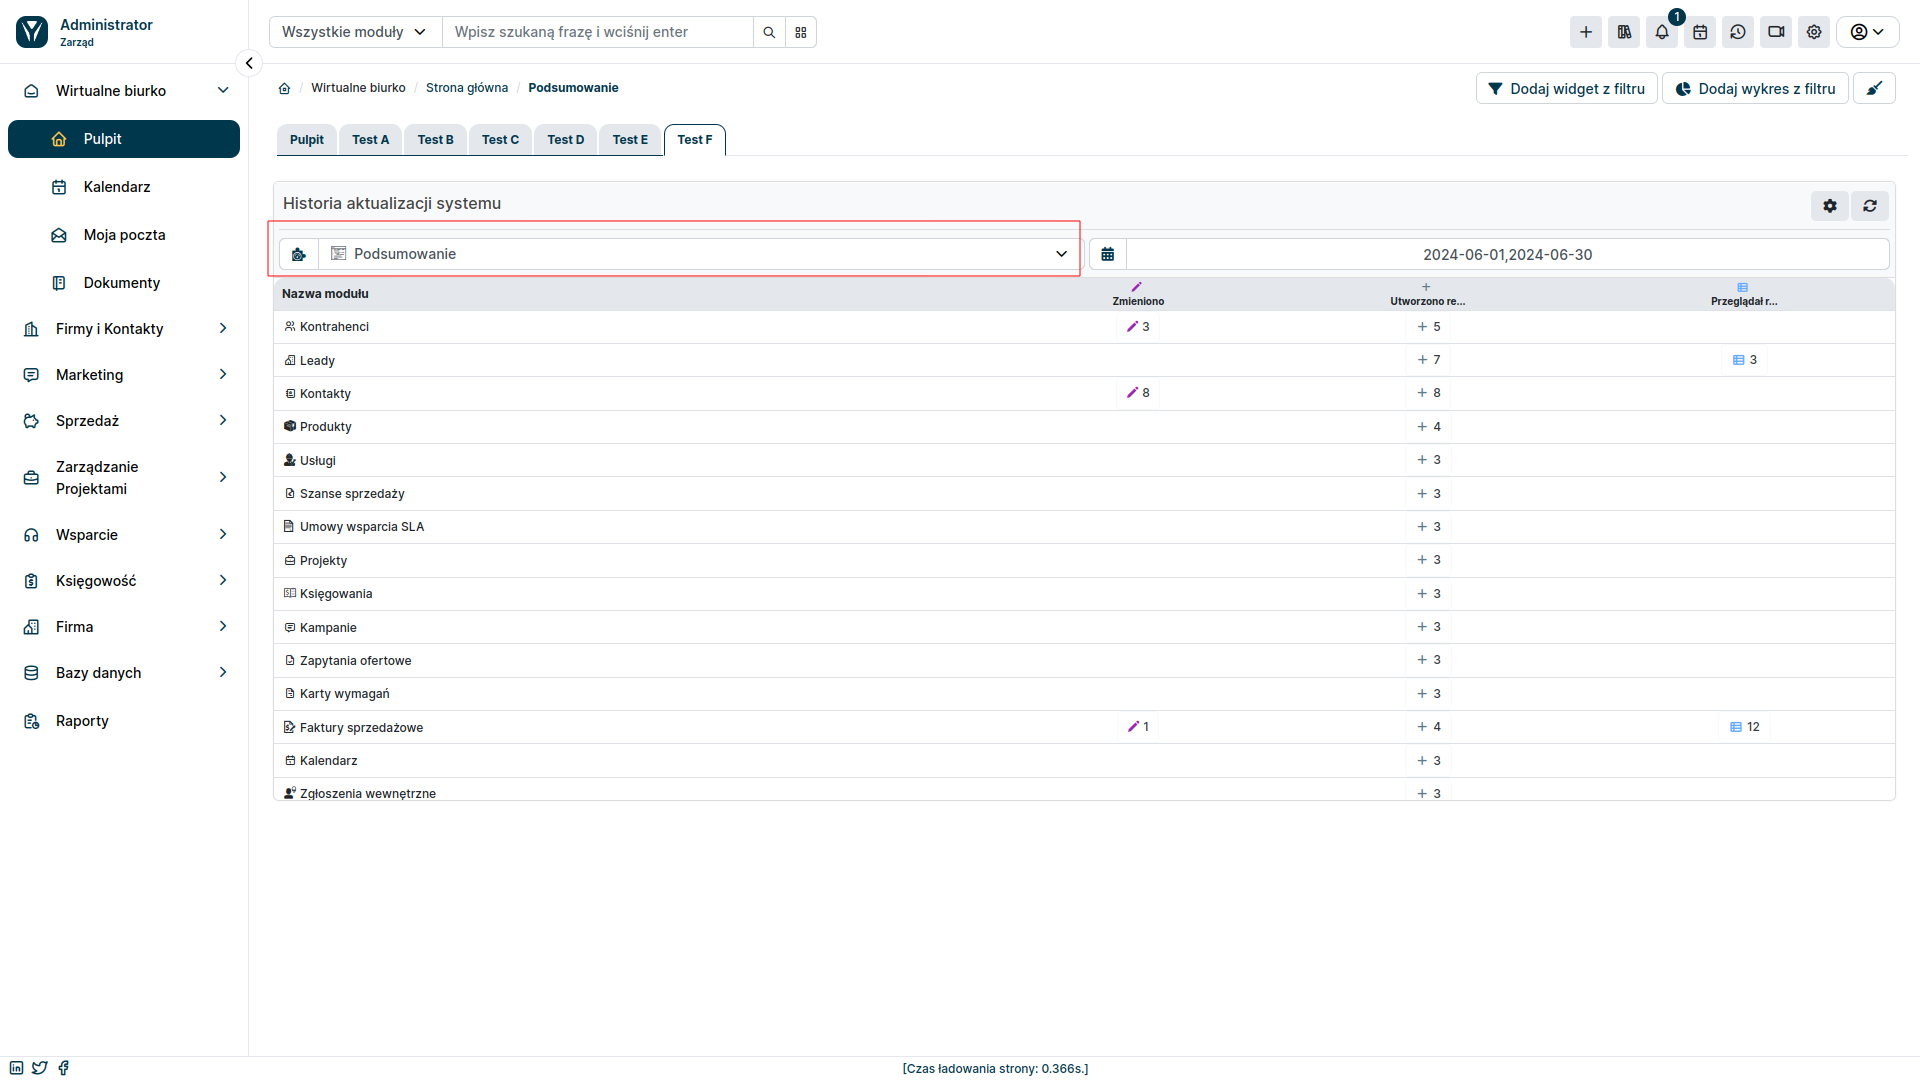 Administrator
Zarząd
Wszystkie moduły
Wpisz szukaną frazę i wciśnij enter
1
Wirtualne biurko
Pulpit
Kalendarz
Moja poczta
Dokumenty
Firmy i Kontakty
Marketing
Sprzedaż
Zarządzanie
Projektami
Wsparcie
Księgowość
Firma
Bazy danych
Raporty
/ Wirtualne biurko / Strona główna / Podsumowanie
Dodaj widget z filtru
Dodaj wykres z filtru
Pulpit Test A Test B Test C Test D Test E Test F
Historia aktualizacji systemu
Podsumowanie
2024-06-01,2024-06-30
Nazwa modułu Zmieniono Utworzono re... Przeglądał r...
Kontrahenci 3 + 5
Leady + 7 3
Kontakty 8 + 8
Produkty + 4
Usługi + 3
Szanse sprzedaży + 3
Umowy wsparcia SLA + 3
Projekty + 3
Księgowania + 3
Kampanie + 3
Zapytania ofertowe + 3
Karty wymagań + 3
Faktury sprzedażowe 1 + 4 12
Kalendarz + 3
Zgłoszenia wewnętrzne + 3
[Czas ładowania strony: 0.366s.]